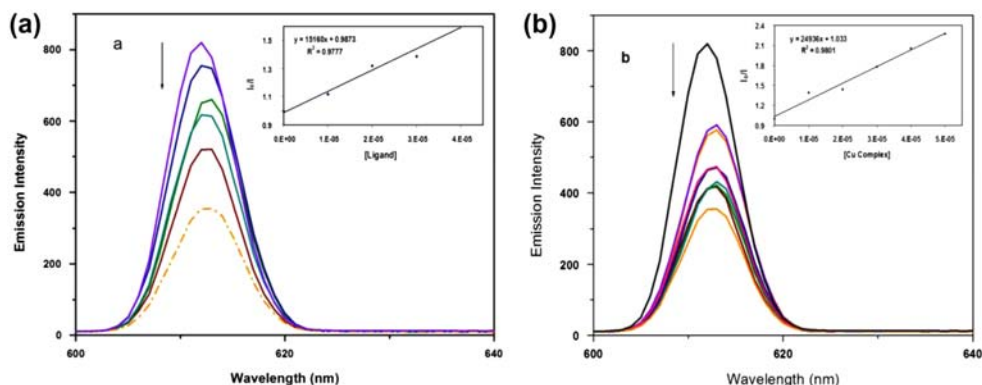 (a)
a
y = 15160x + 0.9873
R² = 0.9777
I₀/I
1.5
1.3
1.1
0.9
0.E+00 1.E-05 2.E-05 3.E-05 4.E-05
[Ligand]
Emission Intensity
800
600
400
200
0
600 620 640
Wavelength (nm)
(b)
b
y = 24936x + 1.033
R² = 0.9801
I₀/I
2.4
2.1
1.8
1.5
1.2
0.9
0.E+00 1.E-05 2.E-05 3.E-05 4.E-05 5.E-05
[Cu Complex]
Emission Intensity
800
600
400
200
0
600 620 640
Wavelength (nm)